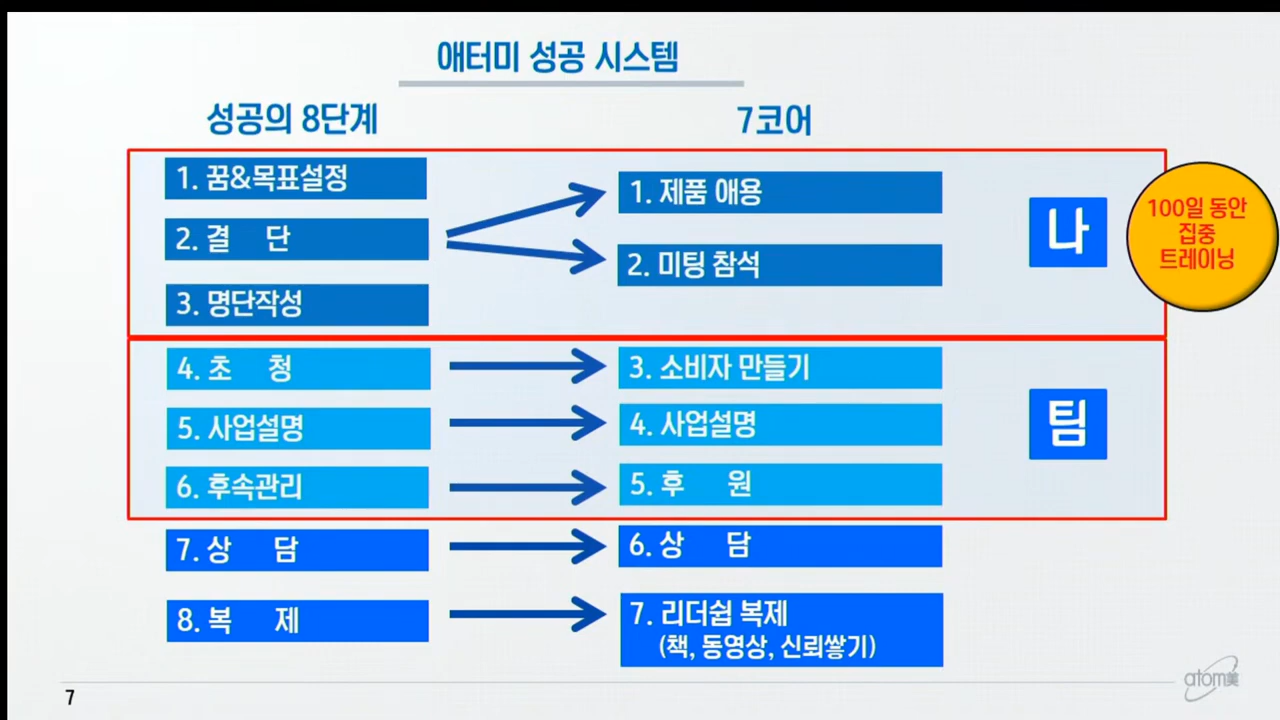 애터미 성공 시스템
성공의 8단계
7코어
1. 꿈&목표설정
2. 결 단
3. 명단작성
1. 제품 애용
2. 미팅 참석
나
100일 동안
집중
트레이닝
4. 초 청
5. 사업설명
6. 후속관리
3. 소비자 만들기
4. 사업설명
5. 후 원
팀
7. 상 담
6. 상 담
8. 복 제
7. 리더쉽 복제
(책, 동영상, 신뢰쌓기)
7
atom美